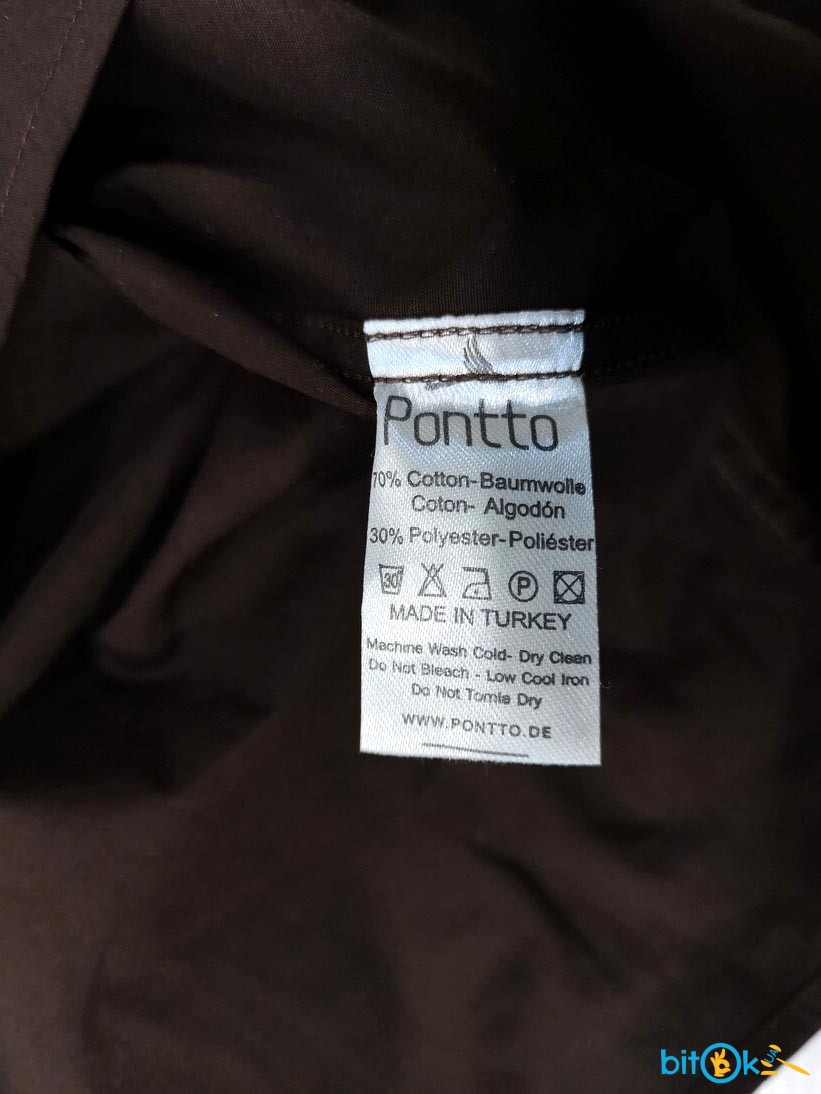 Pontto
70% Cotton-Baumwolle
Coton- Algodón
30% Polyester-Poliéster
30 P
MADE IN TURKEY
Machine Wash Cold- Dry Clean
Do Not Bleach - Low Cool Iron
Do Not Tomle Dry
WWW.PONTTO.DE
bitOk UA